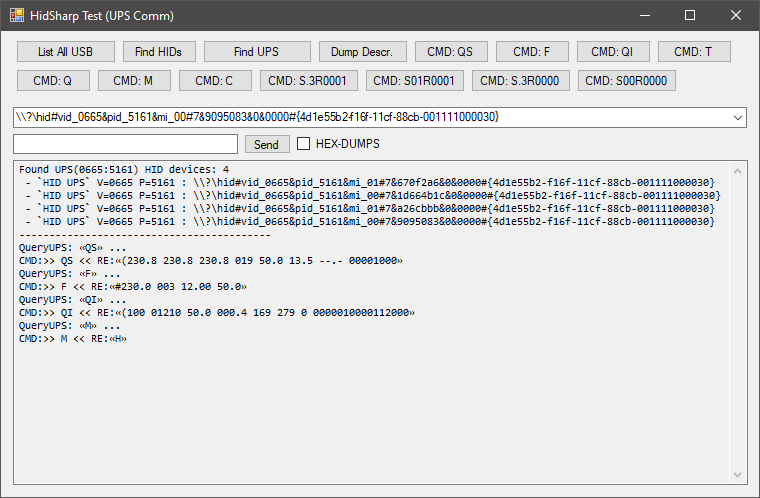 HidSharp Test (UPS Comm)
List All USB Find HIDs Find UPS Dump Descr. CMD: QS CMD: F CMD: QI CMD: T
CMD: Q CMD: M CMD: C CMD: S.3R0001 CMD: S01R0001 CMD: S.3R0000 CMD: S00R0000
\\?\hid#vid_0665&pid_5161&mi_00#7&9095083&0&0000#{4d1e55b2-f16f-11cf-88cb-001111000030}
Send HEX-DUMPS
Found UPS(0665:5161) HID devices: 4
- `HID UPS` V=0665 P=5161 : \\?\hid#vid_0665&pid_5161&mi_01#7&670f2a6&0&0000#{4d1e55b2-f16f-11cf-88cb-001111000030}
- `HID UPS` V=0665 P=5161 : \\?\hid#vid_0665&pid_5161&mi_00#7&1d664b1c&0&0000#{4d1e55b2-f16f-11cf-88cb-001111000030}
- `HID UPS` V=0665 P=5161 : \\?\hid#vid_0665&pid_5161&mi_01#7&a26cbbb&0&0000#{4d1e55b2-f16f-11cf-88cb-001111000030}
- `HID UPS` V=0665 P=5161 : \\?\hid#vid_0665&pid_5161&mi_00#7&9095083&0&0000#{4d1e55b2-f16f-11cf-88cb-001111000030}
----------------------------------------
QueryUPS: «QS» ...
CMD:>> QS << RE:«(230.8 230.8 230.8 019 50.0 13.5 --.- 00001000»
QueryUPS: «F» ...
CMD:>> F << RE:«#230.0 003 12.00 50.0»
QueryUPS: «QI» ...
CMD:>> QI << RE:«(100 01210 50.0 000.4 169 279 0 0000010000112000»
QueryUPS: «M» ...
CMD:>> M << RE:«H»